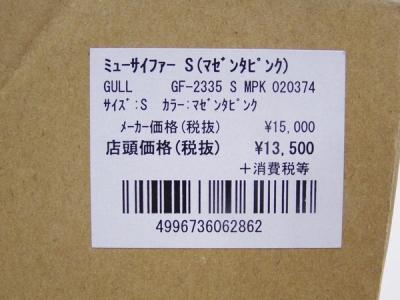 ﾐｭｰｻｲﾌｧｰ S(ﾏｾﾞﾝﾀﾋﾟﾝｸ)
GULL GF-2335 S MPK 020374
ｻｲｽﾞ:S ｶﾗｰ:ﾏｾﾞﾝﾀﾋﾟﾝｸ
ﾒｰｶｰ価格(税抜) ¥15,000
店頭価格(税抜) ¥13,500
＋消費税等
4996736062862